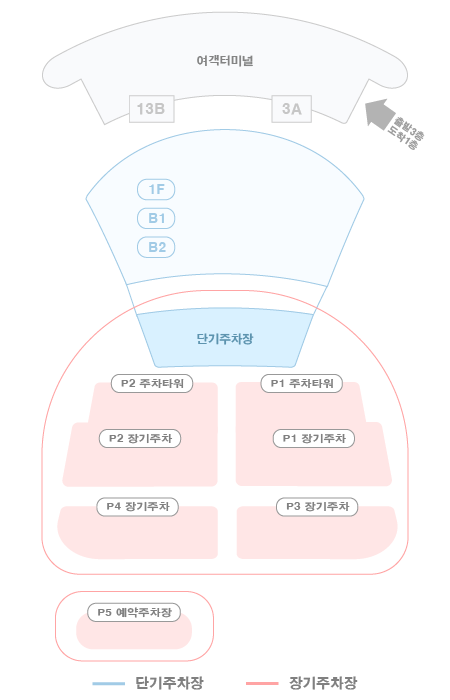 여객터미널
13B
3A
출발3층
도착1층
1F
B1
B2
단기주차장
P2 주차타워
P1 주차타워
P2 장기주차
P1 장기주차
P4 장기주차
P3 장기주차
P5 예약주차장
단기주차장
장기주차장